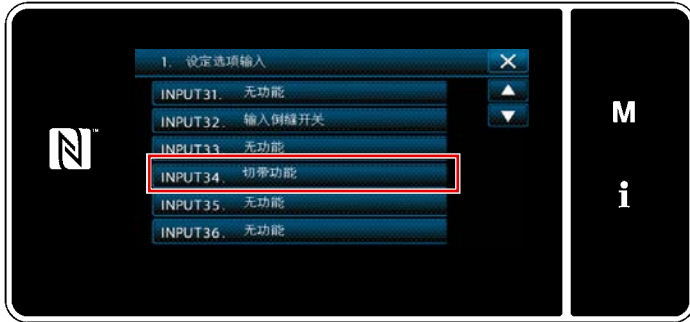 1. 设定选项输入
INPUT31. 无功能
INPUT32. 输入倒缝开关
INPUT33. 无功能
INPUT34. 切带功能
INPUT35. 无功能
INPUT36. 无功能
M
i